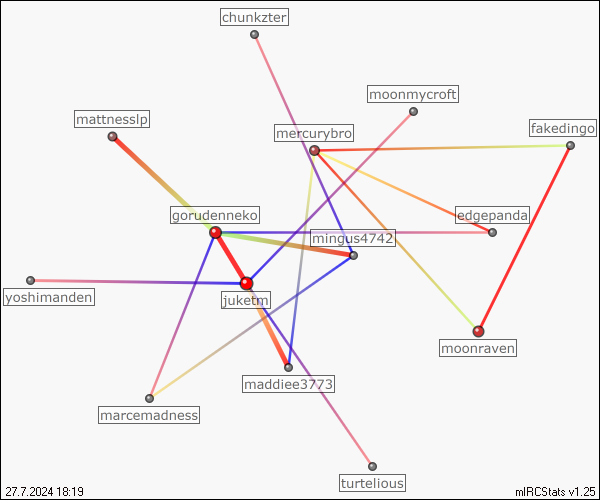 chunkzter
moonmycroft
mattnesslp
mercurybro
fakedingo
gorudenneko
edgepanda
mingus4742
yoshimanden
juketm
moonraven
maddiee3773
marcemadness
turtelious
27.7.2024 18:19
mIRCStats v1.25